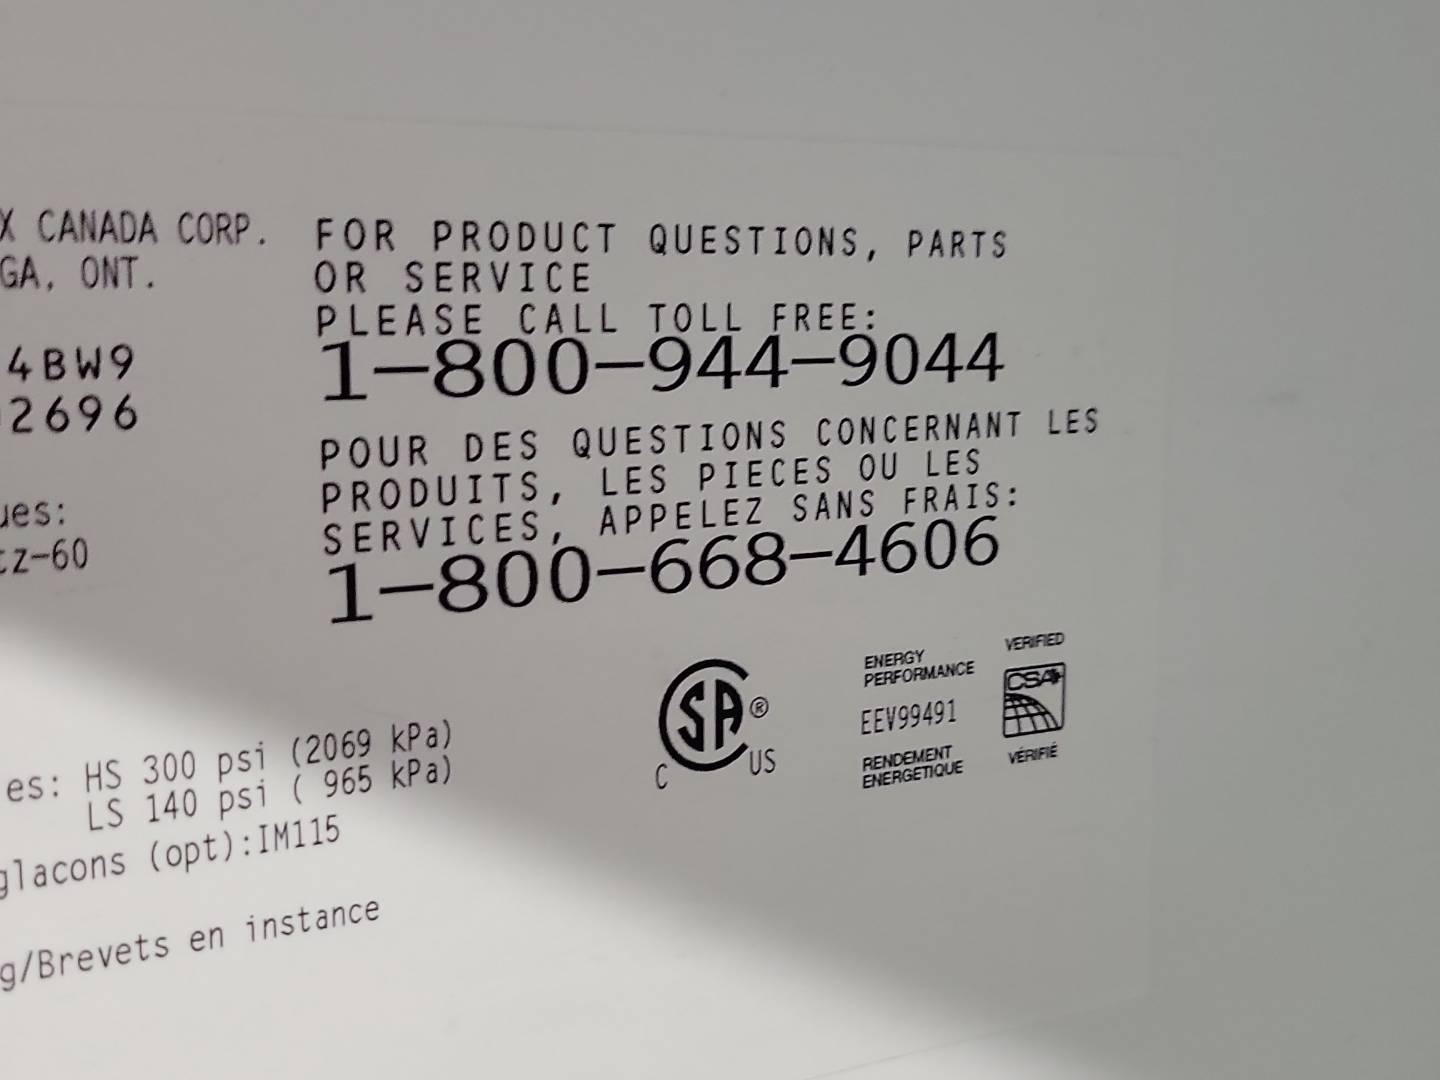 X CANADA CORP.
GA, ONT.
4BW9
2696
ues:
tz-60
FOR PRODUCT QUESTIONS, PARTS
OR SERVICE
PLEASE CALL TOLL FREE:
1-800-944-9044
POUR DES QUESTIONS CONCERNANT LES
PRODUITS, LES PIECES OU LES
SERVICES, APPELEZ SANS FRAIS:
1-800-668-4606
es: HS 300 psi (2069 kPa)
LS 140 psi ( 965 kPa)
glacons (opt):IM115
g/Brevets en instance
SA®
C US
ENERGY
PERFORMANCE
EEV99491
RENDEMENT
ENERGETIQUE
VERIFIED
CSA
VÉRIFIÉ